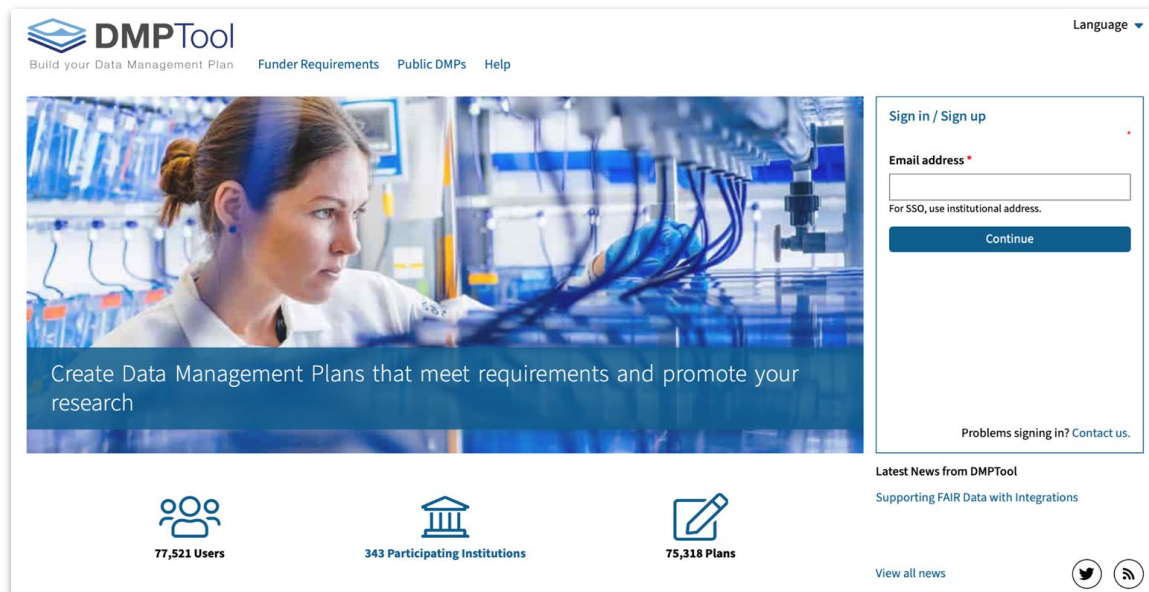 DMPTool
Build your Data Management Plan
Funder Requirements Public DMPs Help
Language
Create Data Management Plans that meet requirements and promote your
research
Sign in / Sign up
*
Email address *
For SSO, use institutional address.
Continue
Problems signing in? Contact us.
77,521 Users
343 Participating Institutions
75,318 Plans
Latest News from DMPTool
Supporting FAIR Data with Integrations
View all news